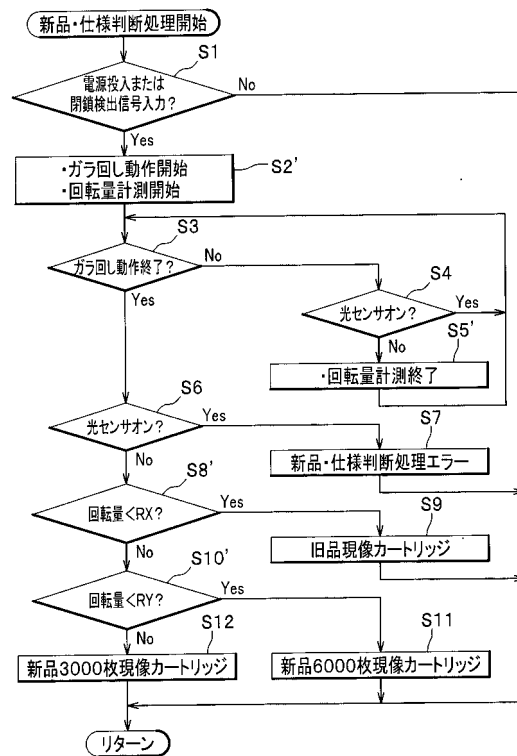 新品・仕様判断処理開始
S1
電源投入または
閉鎖検出信号入力？
No
Yes
・ガラ回し動作開始
・回転量計測開始
S2'
S3
ガラ回し動作終了？
No
Yes
S4
光センサオン？
Yes
No
S5'
・回転量計測終了
S6
光センサオン？
Yes
No
S7
新品・仕様判断処理エラー
S8'
回転量<RX？
Yes
No
S9
旧品現像カートリッジ
S10'
回転量<RY？
Yes
No
S12
新品3000枚現像カートリッジ
S11
新品6000枚現像カートリッジ
リターン